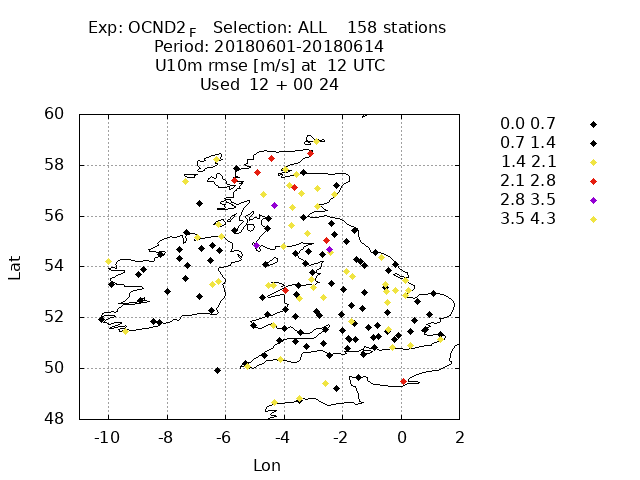 Exp: OCND2 F Selection: ALL 158 stations
Period: 20180601-20180614
U10m rmse [m/s] at 12 UTC
Used 12 + 00 24
60
58
56
54
52
50
48
Lat
-10 -8 -6 -4 -2 0 2
Lon
0.0 0.7
0.7 1.4
1.4 2.1
2.1 2.8
2.8 3.5
3.5 4.3